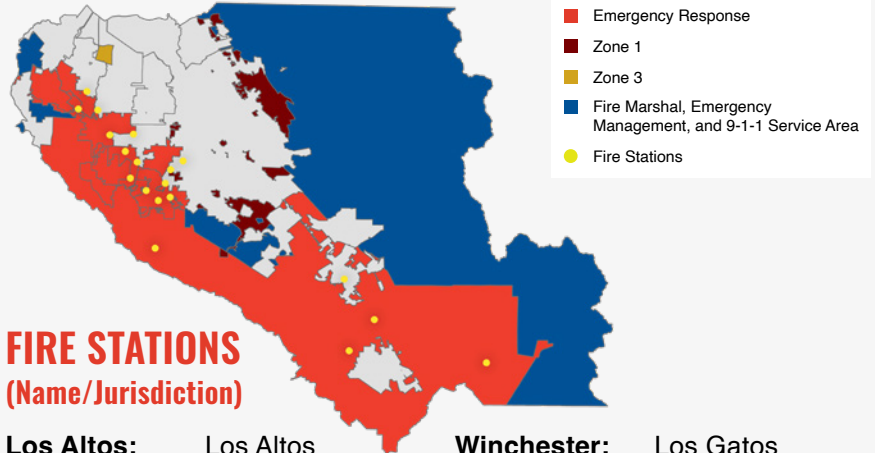 Emergency Response
Zone 1
Zone 3
Fire Marshal, Emergency
Management, and 9-1-1 Service Area
Fire Stations
FIRE STATIONS
(Name/Jurisdiction)
Los Altos: Los Altos
Winchester: Los Gatos